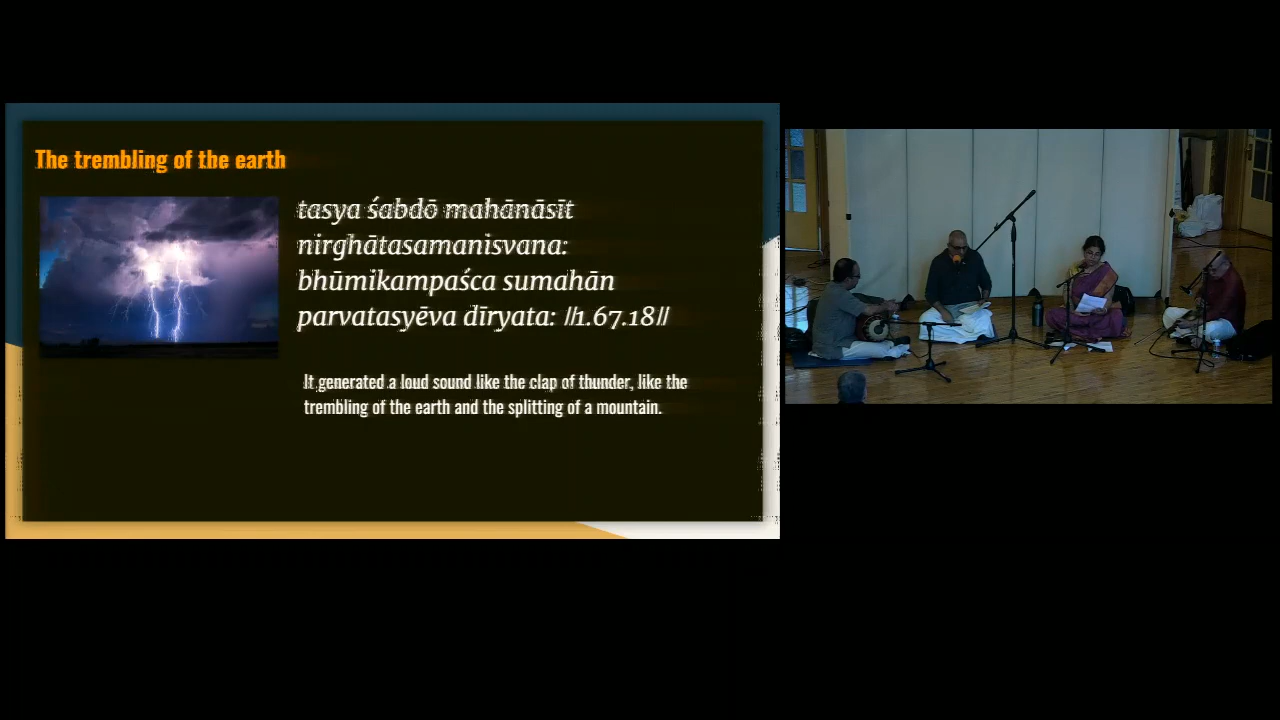 The trembling of the earth
tasya śabdō mahānāsīt
nirghātasamanisvana:
bhūmikampaśca sumahān
parvatasyēva dīryata: //1.67.18//
It generated a loud sound like the clap of thunder, like the
trembling of the earth and the splitting of a mountain.